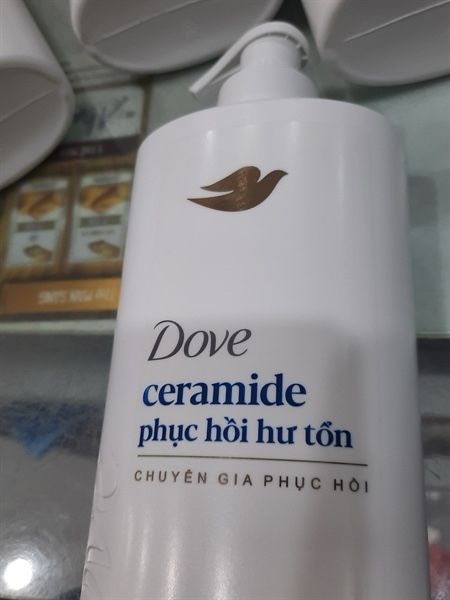 Dove
ceramide
phục hồi hư tổn
CHUYÊN GIA PHỤC HỒI